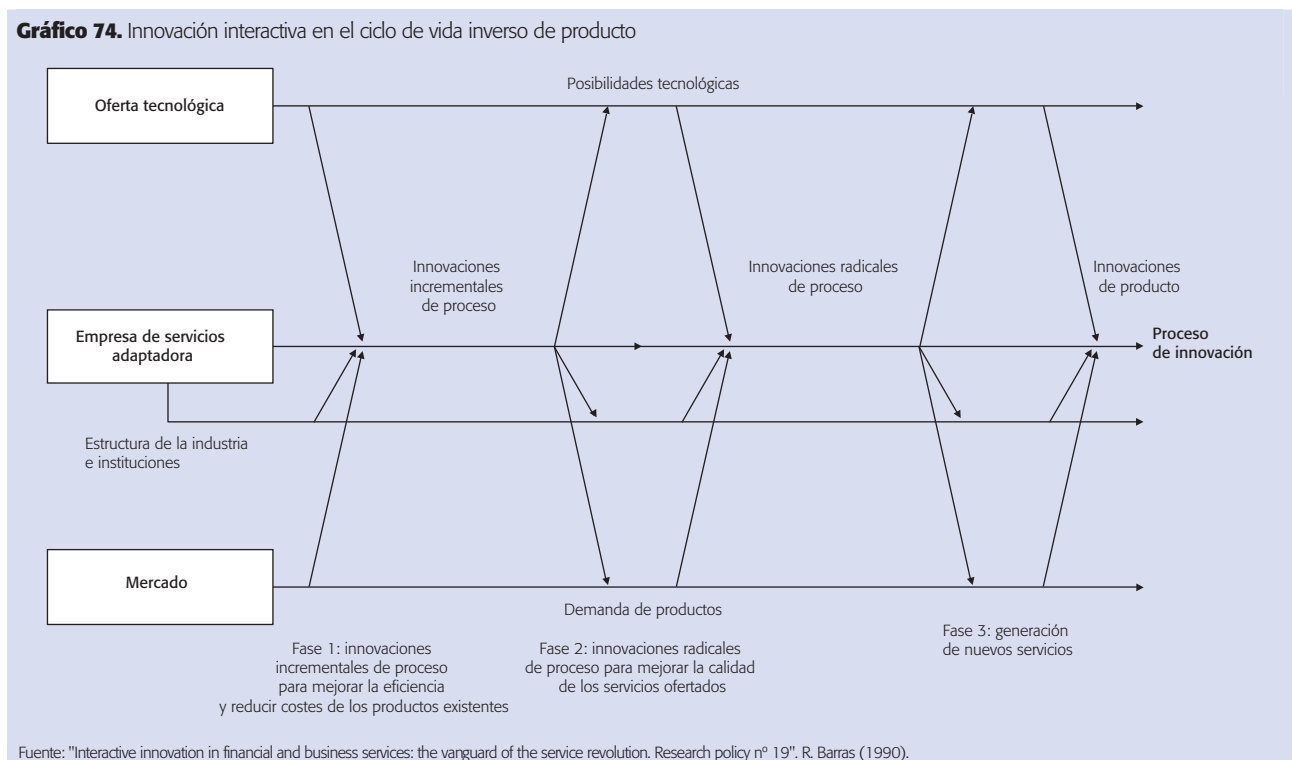 Gráfico 74. Innovación interactiva en el ciclo de vida inverso de producto
Oferta tecnológica
Posibilidades tecnológicas
Innovaciones
incrementales
de proceso
Innovaciones radicales
de proceso
Innovaciones
de producto
Empresa de servicios
adaptadora
Proceso
de innovación
Estructura de la industria
e instituciones
Mercado
Demanda de productos
Fase 1: innovaciones
incrementales de proceso
para mejorar la eficiencia
y reducir costes de los productos existentes
Fase 2: innovaciones radicales
de proceso para mejorar la calidad
de los servicios ofertados
Fase 3: generación
de nuevos servicios
Fuente: "Interactive innovation in financial and business services: the vanguard of the service revolution. Research policy nº 19". R. Barras (1990).